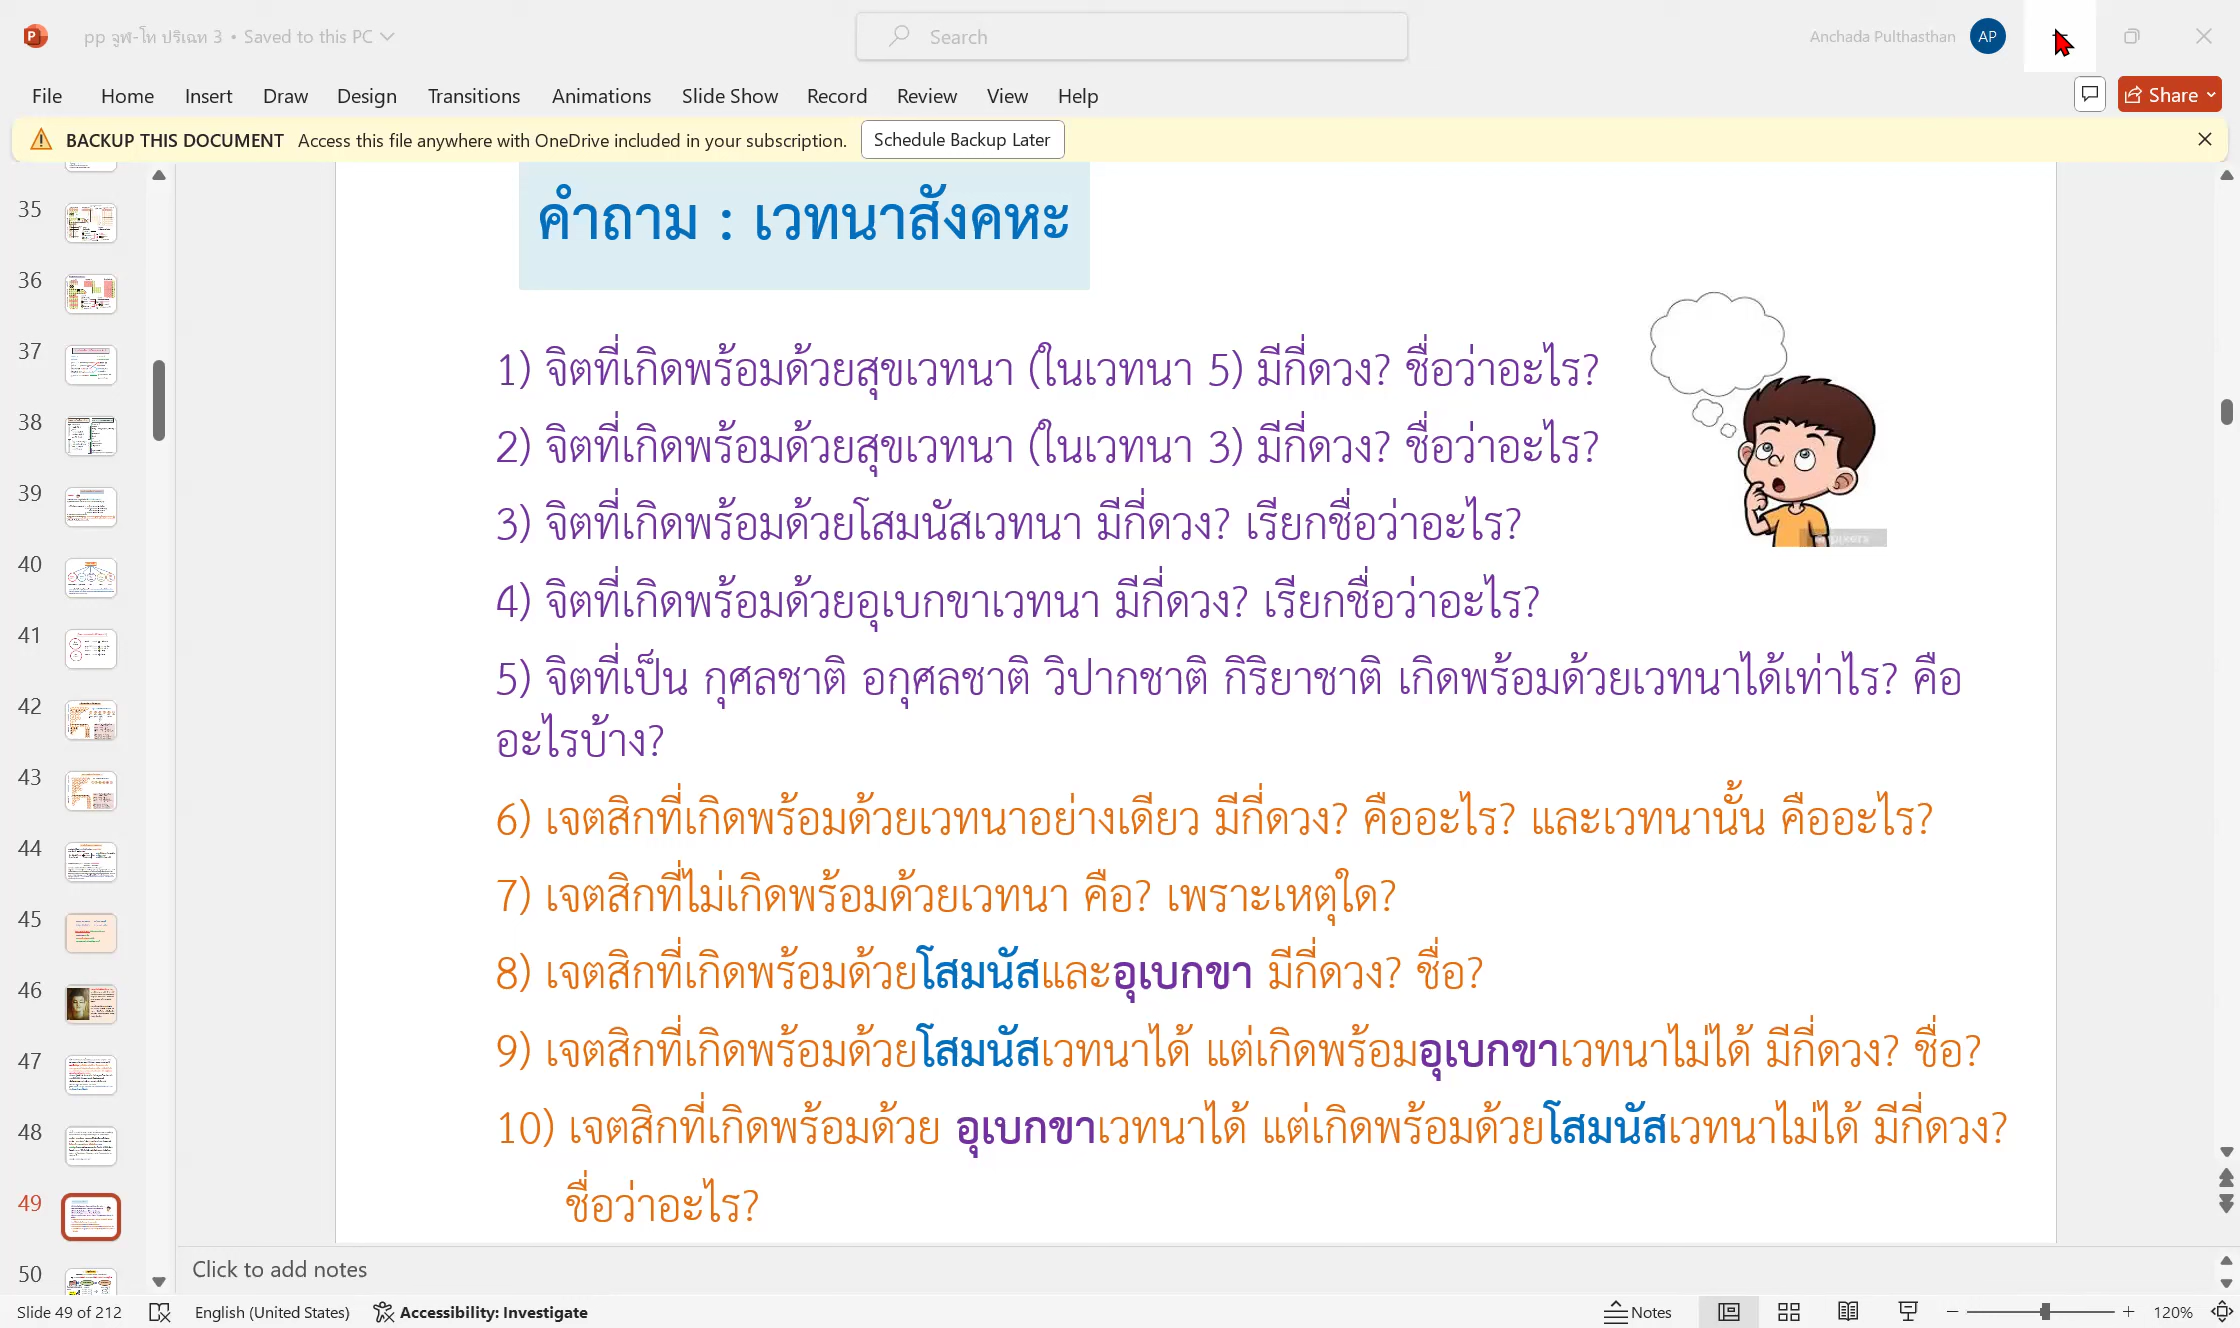 pp จูฬ-โท ปริเฉท 3 • Saved to this PC
Search
Anchada Pulthasthan
AP
File Home Insert Draw Design Transitions Animations Slide Show Record Review View Help
Share
BACKUP THIS DOCUMENT Access this file anywhere with OneDrive included in your subscription. Schedule Backup Later
คำถาม : เวทนาสังคหะ
1) จิตที่เกิดพร้อมด้วยสุขเวทนา (ในเวทนา 5) มีกี่ดวง? ชื่อว่าอะไร?
2) จิตที่เกิดพร้อมด้วยสุขเวทนา (ในเวทนา 3) มีกี่ดวง? ชื่อว่าอะไร?
3) จิตที่เกิดพร้อมด้วยโสมนัสเวทนา มีกี่ดวง? เรียกชื่อว่าอะไร?
4) จิตที่เกิดพร้อมด้วยอุเบกขาเวทนา มีกี่ดวง? เรียกชื่อว่าอะไร?
5) จิตที่เป็น กุศลชาติ อกุศลชาติ วิปากชาติ กิริยาชาติ เกิดพร้อมด้วยเวทนาได้เท่าไร? คือ
อะไรบ้าง?
6) เจตสิกที่เกิดพร้อมด้วยเวทนาอย่างเดียว มีกี่ดวง? คืออะไร? และเวทนานั้น คืออะไร?
7) เจตสิกที่ไม่เกิดพร้อมด้วยเวทนา คือ? เพราะเหตุใด?
8) เจตสิกที่เกิดพร้อมด้วยโสมนัสและอุเบกขา มีกี่ดวง? ชื่อ?
9) เจตสิกที่เกิดพร้อมด้วยโสมนัสเวทนาได้ แต่เกิดพร้อมอุเบกขาเวทนาไม่ได้ มีกี่ดวง? ชื่อ?
10) เจตสิกที่เกิดพร้อมด้วย อุเบกขาเวทนาได้ แต่เกิดพร้อมด้วยโสมนัสเวทนาไม่ได้ มีกี่ดวง?
ชื่อว่าอะไร?
35
36
37
38
39
40
41
42
43
44
45
46
47
48
49
50
Click to add notes
Slide 49 of 212 English (United States) Accessibility: Investigate Notes 120%